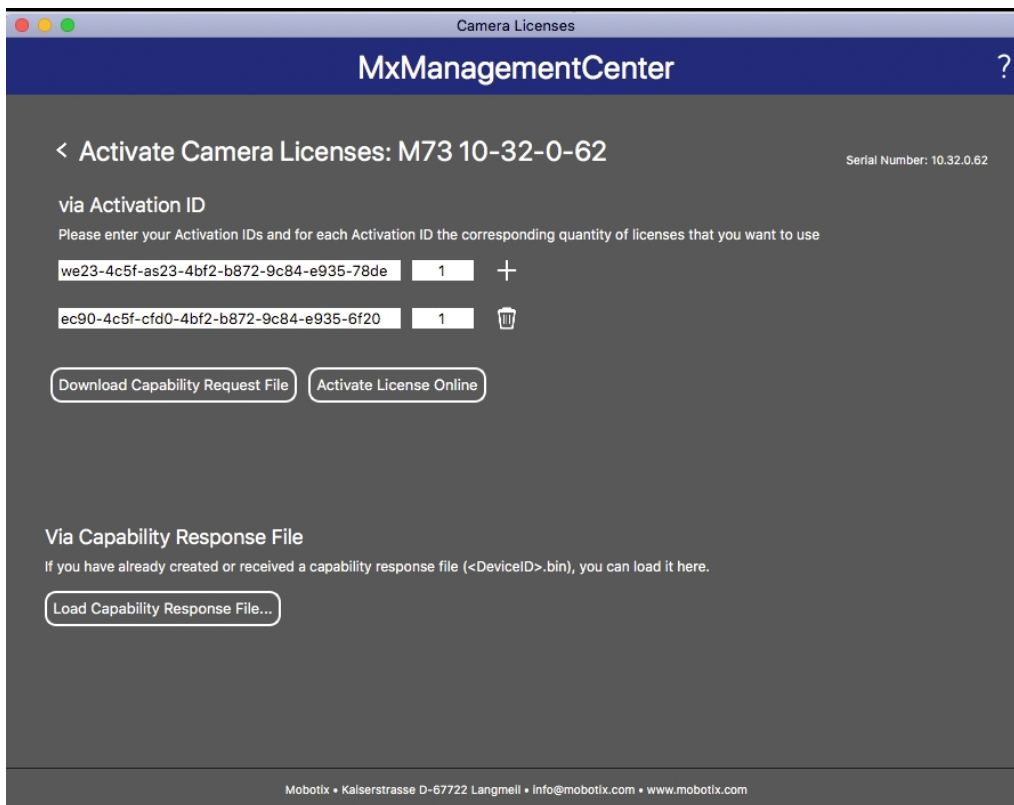 Camera Licenses
MxManagementCenter ?
< Activate Camera Licenses: M73 10-32-0-62
Serial Number: 10.32.0.62
via Activation ID
Please enter your Activation IDs and for each Activation ID the corresponding quantity of licenses that you want to use
we23-4c5f-as23-4bf2-b872-9c84-e935-78de 1 +
ec90-4c5f-cfd0-4bf2-b872-9c84-e935-6f20 1
Download Capability Request File Activate License Online
Via Capability Response File
If you have already created or received a capability response file (<DeviceID>.bin), you can load it here.
Load Capability Response File...
Mobotix • Kaiserstrasse D-67722 Langmeil • info@mobotix.com • www.mobotix.com